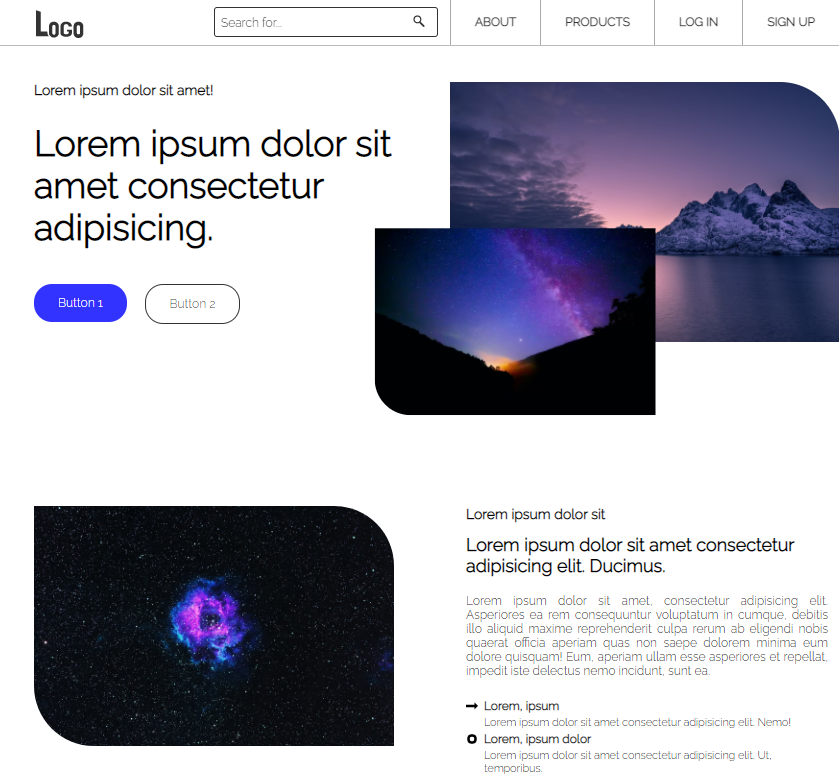 Logo
Search for...
ABOUT
PRODUCTS
LOG IN
SIGN UP
Lorem ipsum dolor sit amet!
Lorem ipsum dolor sit
amet consectetur
adipisicing.
Button 1
Button 2
Lorem ipsum dolor sit
Lorem ipsum dolor sit amet consectetur
adipisicing elit. Ducimus.
Lorem ipsum dolor sit amet, consectetur adipisicing elit.
Asperiores ea rem consequuntur voluptatum in cumque, debitis
illo aliquid maxime reprehenderit culpa rerum ab eligendi nobis
quaerat officia aperiam quas non saepe dolorem minima eum
dolore quisquam! Eum, aperiam ullam esse asperiores et repellat,
impedit iste delectus nemo incidunt, sunt ea.
Lorem, ipsum
Lorem ipsum dolor sit amet consectetur adipisicing elit. Nemo!
Lorem, ipsum dolor
Lorem ipsum dolor sit amet consectetur adipisicing elit. Ut,
temporibus.